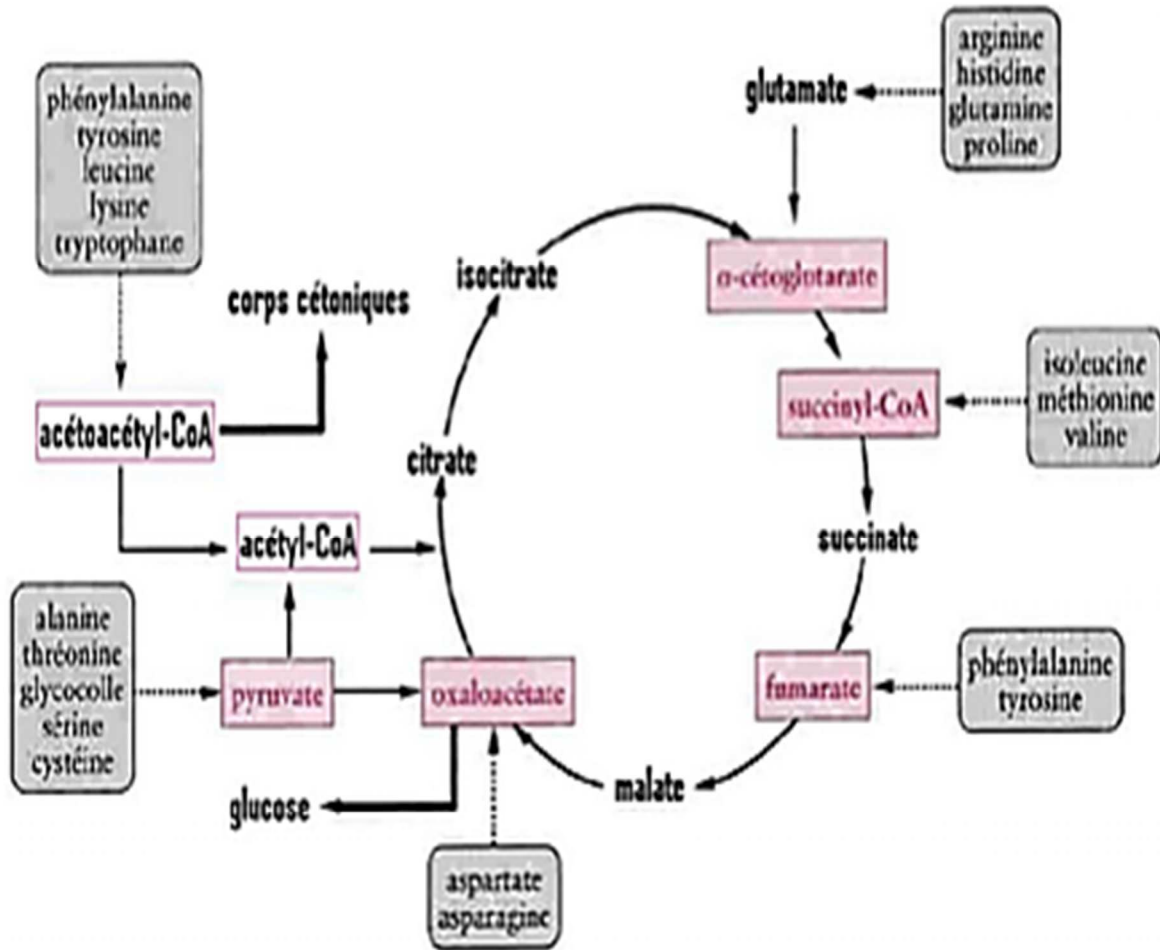 phénylalanine
tyrosine
leucine
lysine
tryptophane
corps cétoniques
acétoacétyl-CoA
acétyl-CoA
alanine
thréonine
glycocolle
sérine
cystéine
pyruvate
oxaloacétate
glucose
aspartate
asparagine
citrate
isocitrate
glutamate
arginine
histidine
glutamine
proline
α-cétoglutarate
succinyl-CoA
isoleucine
méthionine
valine
succinate
fumarate
phénylalanine
tyrosine
malate